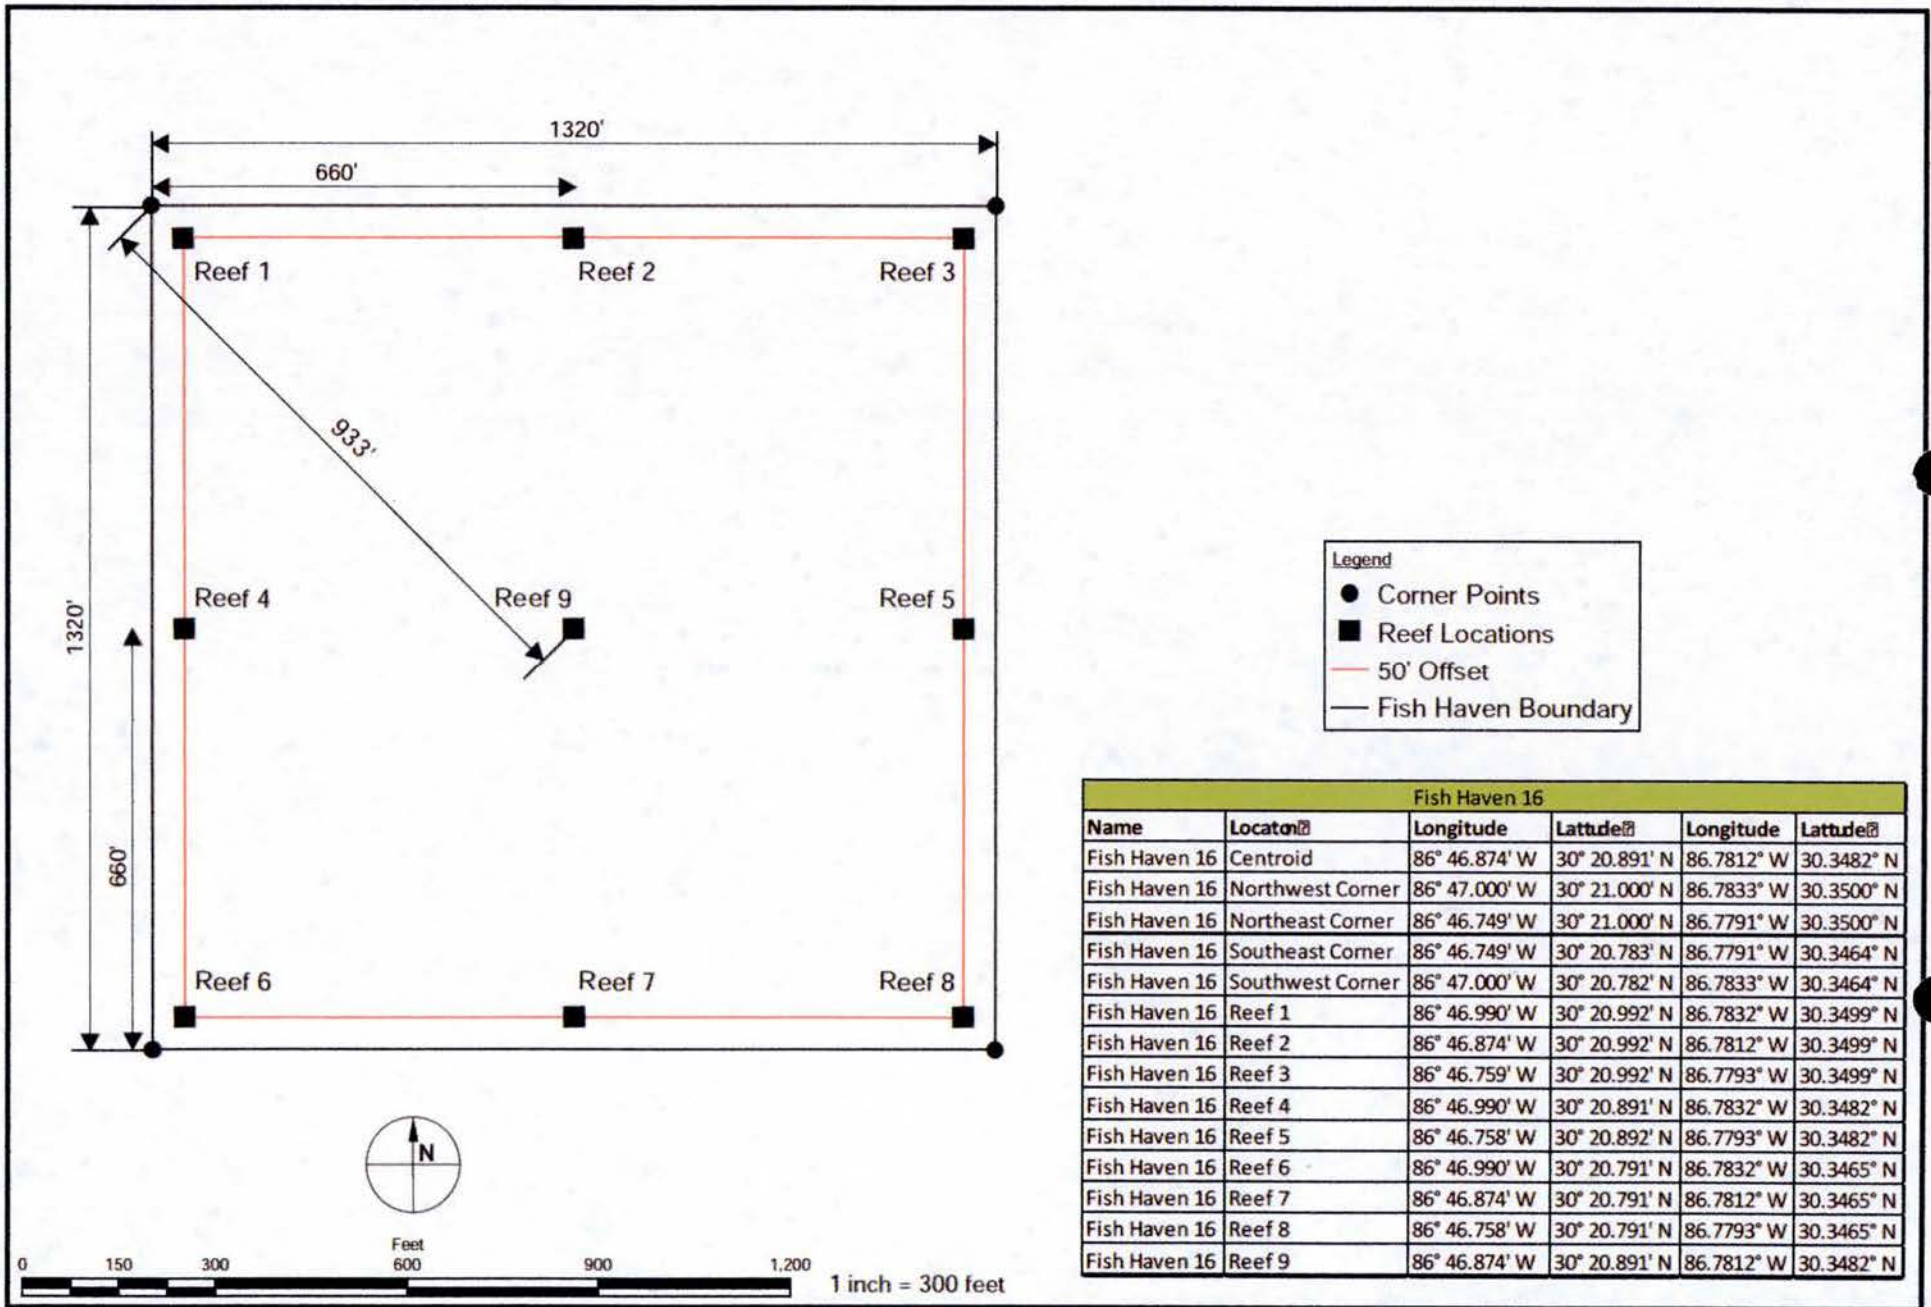 1320'
660'
Reef 1
Reef 2
Reef 3
933'
1320'
Reef 4
Reef 9
Reef 5
660'
Reef 6
Reef 7
Reef 8
N
Feet
0 150 300 600 900 1,200
1 inch = 300 feet
Legend
Corner Points
Reef Locations
50' Offset
Fish Haven Boundary
Fish Haven 16
Name Locaton Longitude Lattude Longitude Lattude
Fish Haven 16 Centroid 86° 46.874' W 30° 20.891' N 86.7812° W 30.3482° N
Fish Haven 16 Northwest Corner 86° 47.000' W 30° 21.000' N 86.7833° W 30.3500° N
Fish Haven 16 Northeast Corner 86° 46.749' W 30° 21.000' N 86.7791° W 30.3500° N
Fish Haven 16 Southeast Corner 86° 46.749' W 30° 20.783' N 86.7791° W 30.3464° N
Fish Haven 16 Southwest Corner 86° 47.000' W 30° 20.782' N 86.7833° W 30.3464° N
Fish Haven 16 Reef 1 86° 46.990' W 30° 20.992' N 86.7832° W 30.3499° N
Fish Haven 16 Reef 2 86° 46.874' W 30° 20.992' N 86.7812° W 30.3499° N
Fish Haven 16 Reef 3 86° 46.759' W 30° 20.992' N 86.7793° W 30.3499° N
Fish Haven 16 Reef 4 86° 46.990' W 30° 20.891' N 86.7832° W 30.3482° N
Fish Haven 16 Reef 5 86° 46.758' W 30° 20.892' N 86.7793° W 30.3482° N
Fish Haven 16 Reef 6 86° 46.990' W 30° 20.791' N 86.7832° W 30.3465° N
Fish Haven 16 Reef 7 86° 46.874' W 30° 20.791' N 86.7812° W 30.3465° N
Fish Haven 16 Reef 8 86° 46.758' W 30° 20.791' N 86.7793° W 30.3465° N
Fish Haven 16 Reef 9 86° 46.874' W 30° 20.891' N 86.7812° W 30.3482° N